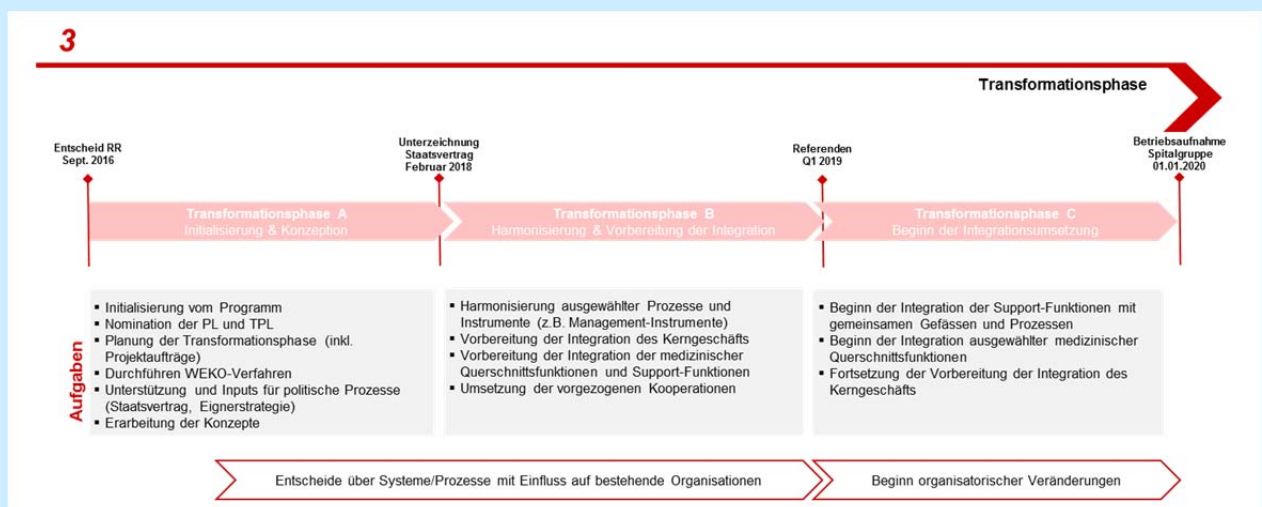 3
Transformationsphase
Entscheid RR
Sept. 2016
Unterzeichnung
Staatsvertrag
Februar 2018
Referenden
Q1 2019
Betriebsaufnahme
Spitalgruppe
01.01.2020
Transformationsphase A
Initialisierung & Konzeption
Transformationsphase B
Harmonisierung & Vorbereitung der Integration
Transformationsphase C
Beginn der Integrationsumsetzung
Aufgaben
▪ Initialisierung vom Programm
▪ Nomination der PL und TPL
▪ Planung der Transformationsphase (inkl.
Projektaufträge)
▪ Durchführen WEKO-Verfahren
▪ Unterstützung und Inputs für politische Prozesse
(Staatsvertrag, Eignerstrategie)
▪ Erarbeitung der Konzepte
▪ Harmonisierung ausgewählter Prozesse und
Instrumente (z.B. Management-Instrumente)
▪ Vorbereitung der Integration des Kerngeschäfts
▪ Vorbereitung der Integration der medizinischer
Querschnittsfunktionen und Support-Funktionen
▪ Umsetzung der vorgezogenen Kooperationen
▪ Beginn der Integration der Support-Funktionen mit
gemeinsamen Gefässen und Prozessen
▪ Beginn der Integration ausgewählter medizinischer
Querschnittsfunktionen
▪ Fortsetzung der Vorbereitung der Integration des
Kerngeschäfts
Entscheide über Systeme/Prozesse mit Einfluss auf bestehende Organisationen
Beginn organisatorischer Veränderungen